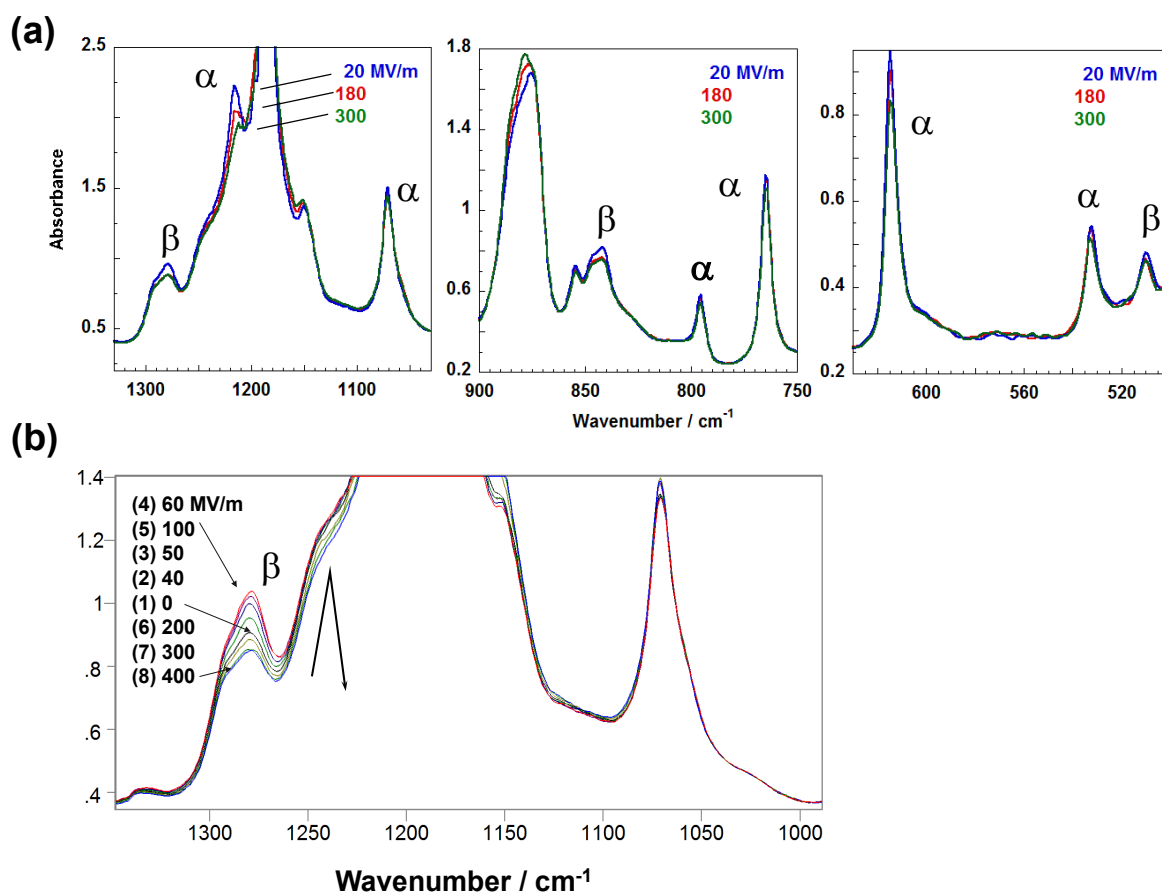 (a)
2.5
1.5
0.5
Absorbance
α
β
α
20 MV/m
180
300
1300 1200 1100
1.8
1.4
1
0.6
0.2
20 MV/m
180
300
β
α
α
900 850 800 750
Wavenumber / cm-1
0.8
0.6
0.4
0.2
20 MV/m
180
300
α
α
β
600 560 520
(b)
1.4
1.2
1
.8
.6
.4
(4) 60 MV/m
(5) 100
(3) 50
(2) 40
(1) 0
(6) 200
(7) 300
(8) 400
β
1300 1250 1200 1150 1100 1050 1000
Wavenumber / cm-1